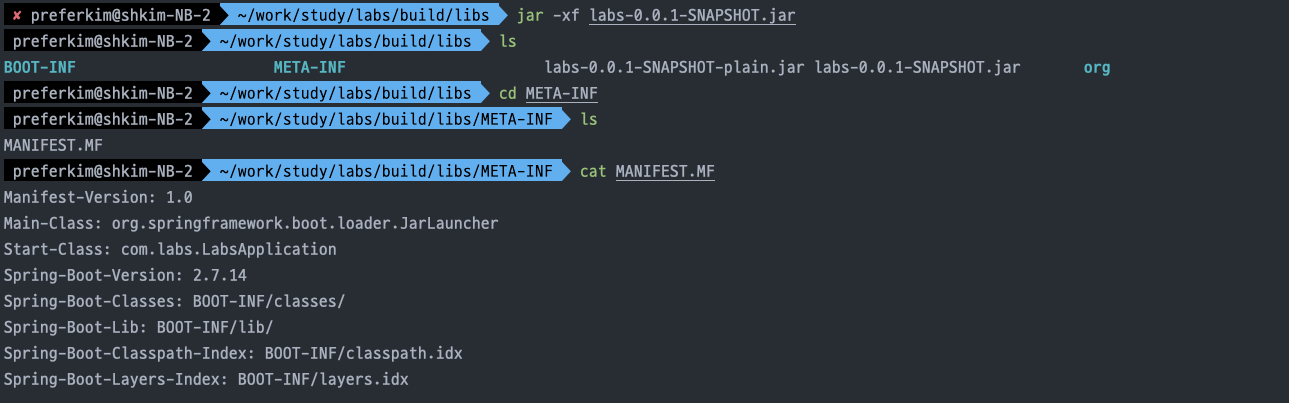 ✘ preferkim@shkim-NB-2 ~/work/study/labs/build/libs jar -xf labs-0.0.1-SNAPSHOT.jar
preferkim@shkim-NB-2 ~/work/study/labs/build/libs ls
BOOT-INF META-INF labs-0.0.1-SNAPSHOT-plain.jar labs-0.0.1-SNAPSHOT.jar org
preferkim@shkim-NB-2 ~/work/study/labs/build/libs cd META-INF
preferkim@shkim-NB-2 ~/work/study/labs/build/libs/META-INF ls
MANIFEST.MF
preferkim@shkim-NB-2 ~/work/study/labs/build/libs/META-INF cat MANIFEST.MF
Manifest-Version: 1.0
Main-Class: org.springframework.boot.loader.JarLauncher
Start-Class: com.labs.LabsApplication
Spring-Boot-Version: 2.7.14
Spring-Boot-Classes: BOOT-INF/classes/
Spring-Boot-Lib: BOOT-INF/lib/
Spring-Boot-Classpath-Index: BOOT-INF/classpath.idx
Spring-Boot-Layers-Index: BOOT-INF/layers.idx